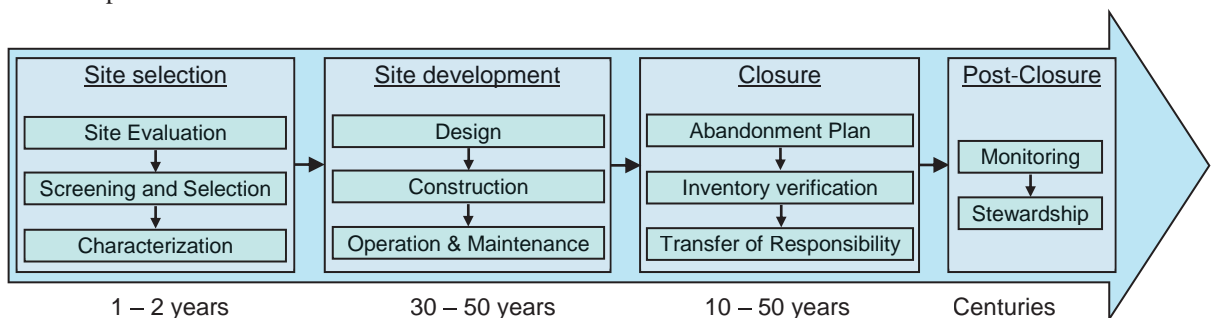 Site selection
Site Evaluation
Screening and Selection
Characterization
1 – 2 years
Site development
Design
Construction
Operation & Maintenance
30 – 50 years
Closure
Abandonment Plan
Inventory verification
Transfer of Responsibility
10 – 50 years
Post-Closure
Monitoring
Stewardship
Centuries